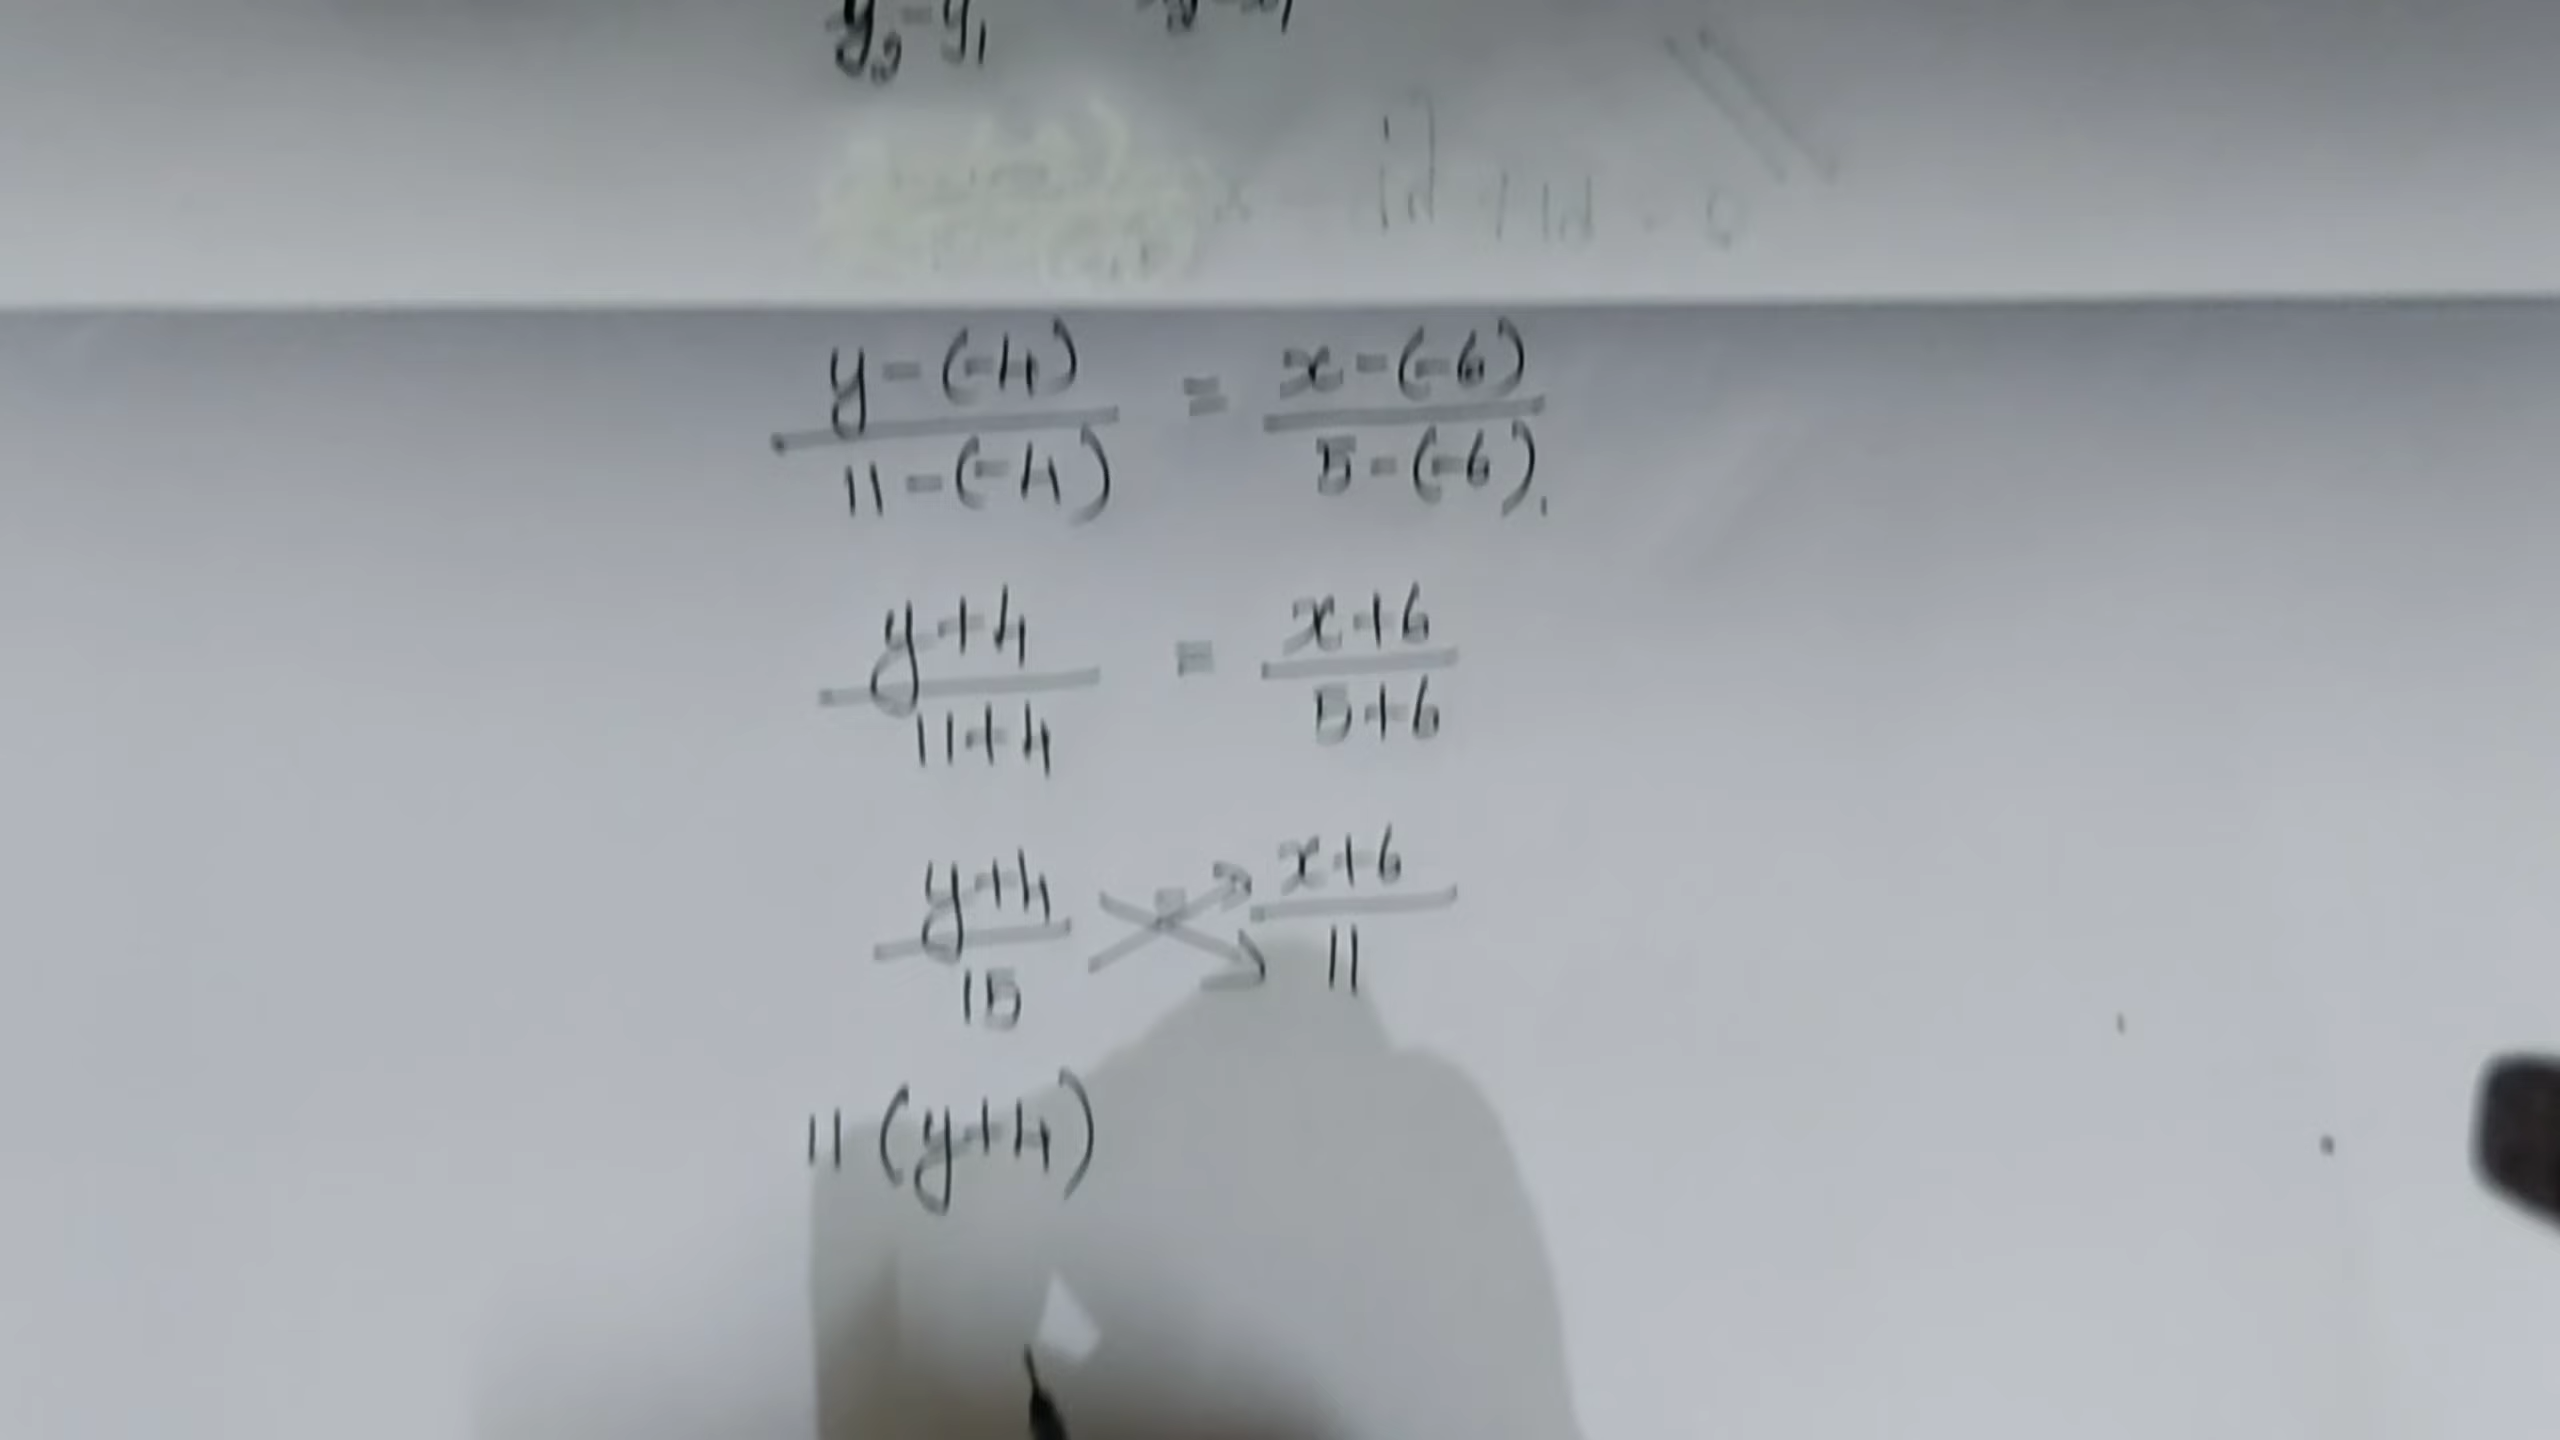 y₂-y₁
y-(-4)/11-(-4) = x-(-6)/5-(-6).
y+4/11+4 = x+6/5+6
y+4/15 = x+6/11
11(y+4)